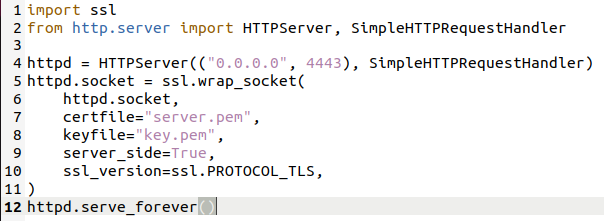 1 import ssl
2 from http.server import HTTPServer, SimpleHTTPRequestHandler
3
4 httpd = HTTPServer(("0.0.0.0", 4443), SimpleHTTPRequestHandler)
5 httpd.socket = ssl.wrap_socket(
6     httpd.socket,
7     certfile="server.pem",
8     keyfile="key.pem",
9     server_side=True,
10     ssl_version=ssl.PROTOCOL_TLS,
11 )
12 httpd.serve_forever()